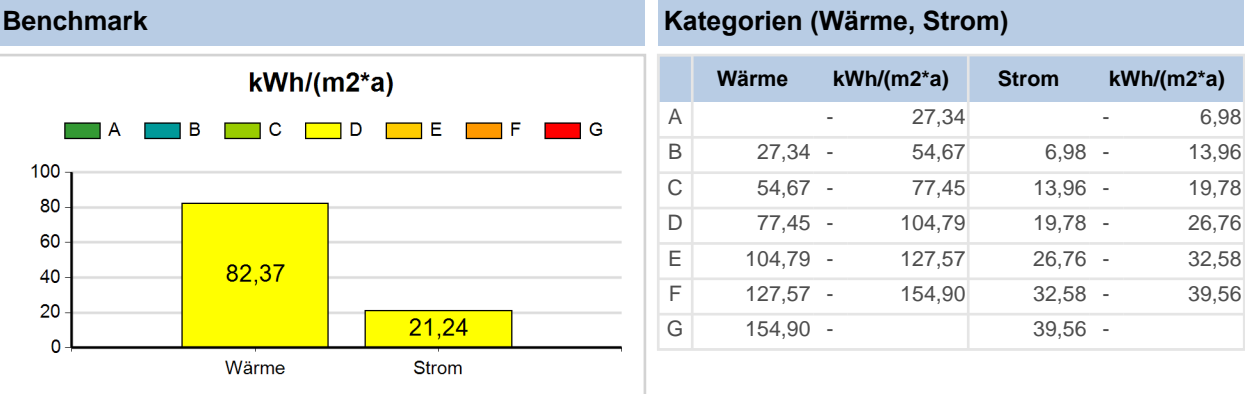 Benchmark
kWh/(m2*a)
A B C D E F G
100
80
60
40
20
0
82,37
21,24
Wärme Strom
Kategorien (Wärme, Strom)
Wärme kWh/(m2*a) Strom kWh/(m2*a)
A - 27,34 - 6,98
B 27,34 - 54,67 6,98 - 13,96
C 54,67 - 77,45 13,96 - 19,78
D 77,45 - 104,79 19,78 - 26,76
E 104,79 - 127,57 26,76 - 32,58
F 127,57 - 154,90 32,58 - 39,56
G 154,90 - 39,56 -